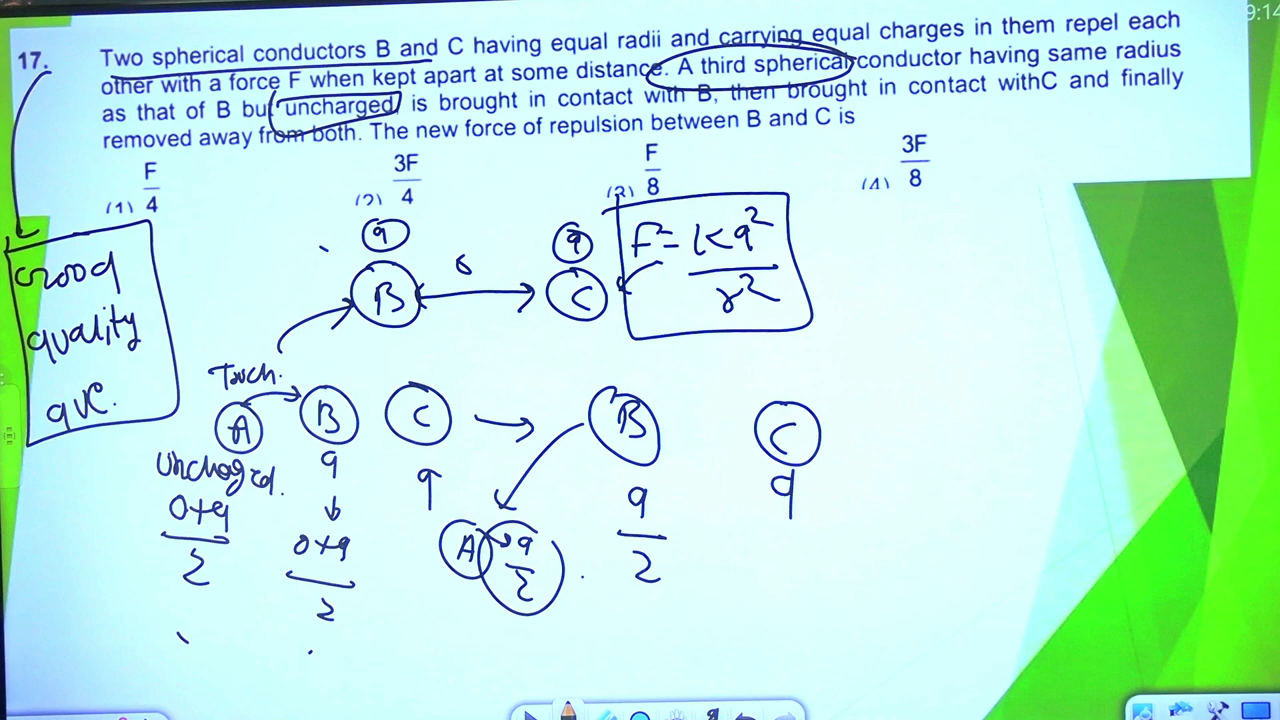 9:14
17. Two spherical conductors B and C having equal radii and carrying equal charges in them repel each
other with a force F when kept apart at some distance. A third spherical conductor having same radius
as that of B but uncharged is brought in contact with B, then brought in contact withC and finally
removed away from both. The new force of repulsion between B and C is
(1) F/4 (2) 3F/4 (3) F/8 (4) 3F/8
Good
quality
que.
q q
B C
F = Kq²/r²
Touch.
A B C → B C
Unchaged. q q q/2 q
0+q/2 0+q/2
A q/2